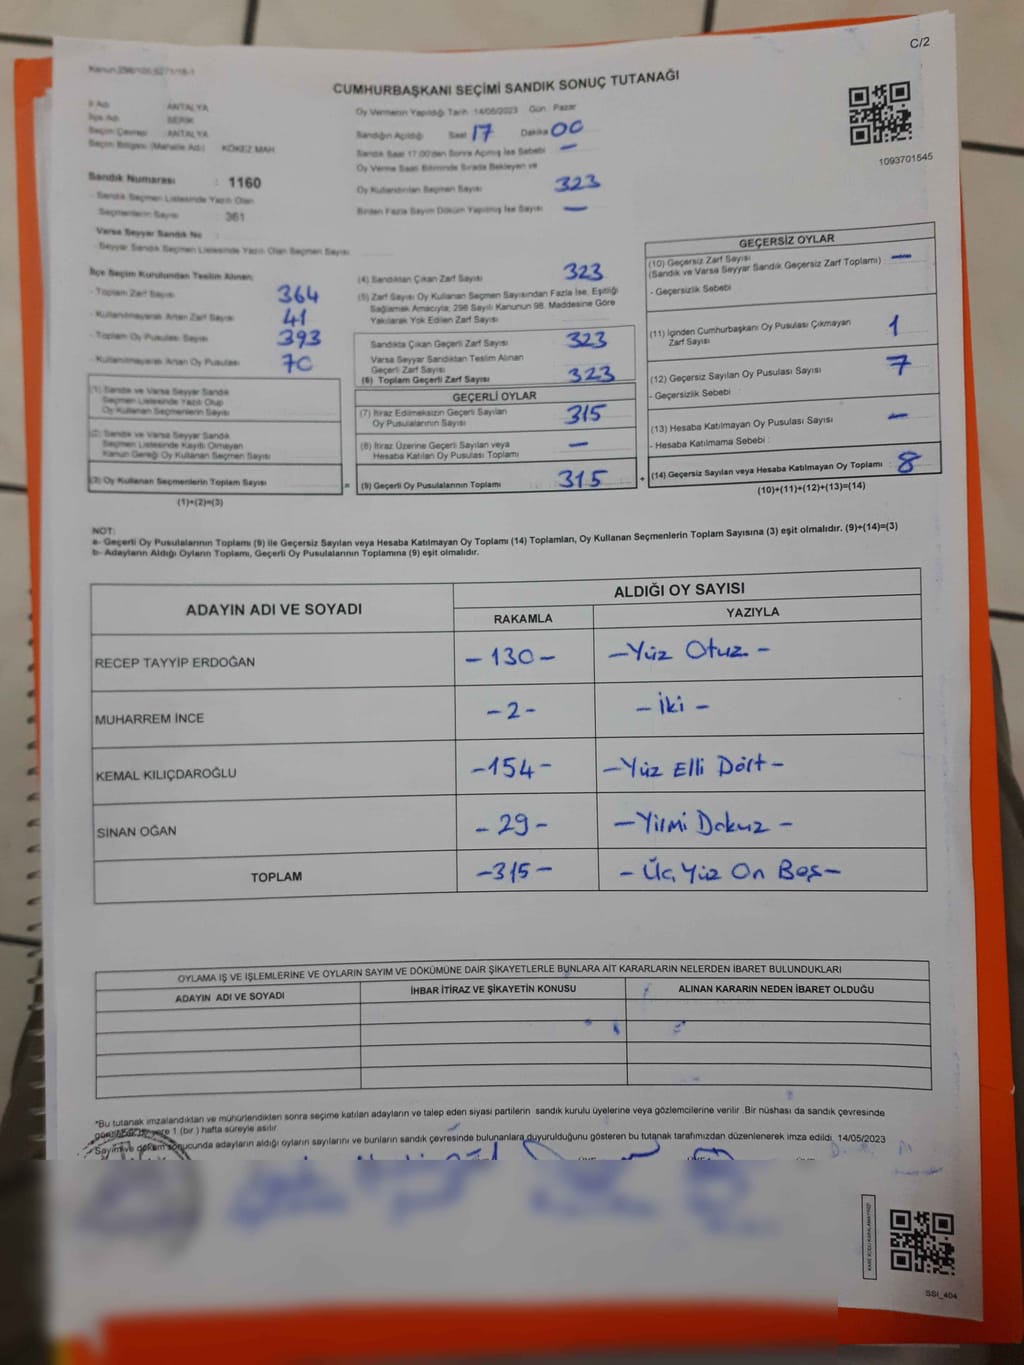 C/2
Kanun:298/105,6271/18-1
CUMHURBAŞKANI SEÇİMİ SANDIK SONUÇ TUTANAĞI
İl Adı ANTALYA
İlçe Adı SERİK
Seçim Çevresi : ANTALYA
Seçim Bölgesi (Mahalle Adı) KÖKEZ MAH.
Oy Vermenin Yapıldığı Tarih : 14/05/2023 Gün : Pazar
Sandığın Açıldığı Saat 17 Dakika 00
Sandık Saat 17:00'den Sonra Açılmış İse Sebebi —
Oy Verme Saati Bitiminde Sırada Bekleyen ve
Oy Kullandırılan Seçmen Sayısı 323
Birden Fazla Sayım Döküm Yapılmış İse Sayısı —
1093701545
Sandık Numarası : 1160
- Sandık Seçmen Listesinde Yazılı Olan
Seçmenlerin Sayısı : 361
Varsa Seyyar Sandık No :
- Seyyar Sandık Seçmen Listesinde Yazılı Olan Seçmen Sayısı
İlçe Seçim Kurulundan Teslim Alınan:
- Toplam Zarf Sayısı 364
- Kullanılmayarak Artan Zarf Sayısı 41
- Toplam Oy Pusulası Sayısı 393
- Kullanılmayarak Artan Oy Pusulası 70
(1) Sandık ve Varsa Seyyar Sandık
Seçmen Listesinde Yazılı Olup
Oy Kullanan Seçmenlerin Sayısı
(2) Sandık ve Varsa Seyyar Sandık
Seçmen Listesinde Kayıtlı Olmayan
Kanun Gereği Oy Kullanan Seçmen Sayısı
(3) Oy Kullanan Seçmenlerin Toplam Sayısı
(1)+(2)=(3)
(4) Sandıktan Çıkan Zarf Sayısı 323
(5) Zarf Sayısı Oy Kullanan Seçmen Sayısından Fazla İse, Eşitliği
Sağlamak Amacıyla; 298 Sayılı Kanunun 98. Maddesine Göre
Yakılarak Yok Edilen Zarf Sayısı
Sandıkta Çıkan Geçerli Zarf Sayısı 323
Varsa Seyyar Sandıktan Teslim Alınan
Geçerli Zarf Sayısı
(6) Toplam Geçerli Zarf Sayısı 323
GEÇERLİ OYLAR
(7) İtiraz Edilmeksizin Geçerli Sayılan
Oy Pusulalarının Sayısı 315
(8) İtiraz Üzerine Geçerli Sayılan veya
Hesaba Katılan Oy Pusulası Toplamı —
= (9) Geçerli Oy Pusulalarının Toplamı 315 +
GEÇERSİZ OYLAR
(10) Geçersiz Zarf Sayısı
(Sandık ve Varsa Seyyar Sandık Geçersiz Zarf Toplamı) : —
- Geçersizlik Sebebi
(11) İçinden Cumhurbaşkanı Oy Pusulası Çıkmayan
Zarf Sayısı 1
(12) Geçersiz Sayılan Oy Pusulası Sayısı 7
- Geçersizlik Sebebi
(13) Hesaba Katılmayan Oy Pusulası Sayısı —
- Hesaba Katılmama Sebebi :
(14) Geçersiz Sayılan veya Hesaba Katılmayan Oy Toplamı : 8
(10)+(11)+(12)+(13)=(14)
NOT:
a- Geçerli Oy Pusulalarının Toplamı (9) ile Geçersiz Sayılan veya Hesaba Katılmayan Oy Toplamı (14) Toplamları, Oy Kullanan Seçmenlerin Toplam Sayısına (3) eşit olmalıdır. (9)+(14)=(3)
b- Adayların Aldığı Oyların Toplamı, Geçerli Oy Pusulalarının Toplamına (9) eşit olmalıdır.
ADAYIN ADI VE SOYADI ALDIĞI OY SAYISI
RAKAMLA YAZIYLA
RECEP TAYYİP ERDOĞAN -130- -Yüz Otuz-
MUHARREM İNCE -2- -İki-
KEMAL KILIÇDAROĞLU -154- -Yüz Elli Dört-
SİNAN OĞAN -29- -Yirmi Dokuz-
TOPLAM -315- -Üç Yüz On Beş-
OYLAMA İŞ VE İŞLEMLERİNE VE OYLARIN SAYIM VE DÖKÜMÜNE DAİR ŞİKAYETLERLE BUNLARA AİT KARARLARIN NELERDEN İBARET BULUNDUKLARI
ADAYIN ADI VE SOYADI İHBAR İTİRAZ VE ŞİKAYETİN KONUSU ALINAN KARARIN NEDEN İBARET OLDUĞU
*Bu tutanak imzalandıktan ve mühürlendikten sonra seçime katılan adayların ve talep eden siyasi partilerin sandık kurulu üyelerine veya gözlemcilerine verilir .Bir nüshası da sandık çevresinde
yere 1 (bir ) hafta süreyle asılır.
Sayım ve döküm sonucunda adayların aldığı oyların sayılarını ve bunların sandık çevresinde bulunanlara duyurulduğunu gösteren bu tutanak tarafımızdan düzenlenerek imza edildi. 14/05/2023
SSI_404